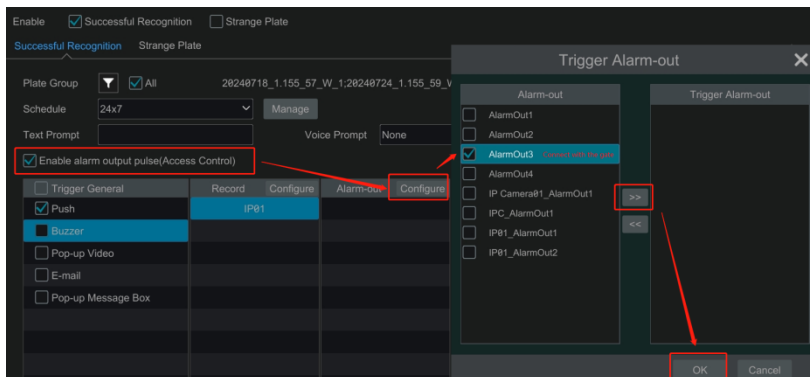 Enable Successful Recognition Strange Plate
Successful Recognition Strange Plate
Plate Group All 20240718_1.155_57_W_1;20240724_1.155_59_W
Schedule 24x7 Manage
Text Prompt Voice Prompt None
Enable alarm output pulse(Access Control)
Trigger General Record Configure Alarm-out Configure
Push IP01
Buzzer
Pop-up Video
E-mail
Pop-up Message Box
Trigger Alarm-out
Alarm-out Trigger Alarm-out
AlarmOut1
AlarmOut2
AlarmOut3
AlarmOut4
IP Camera01_AlarmOut1
IPC_AlarmOut1
IP01_AlarmOut1
IP01_AlarmOut2
>>
<<
OK Cancel